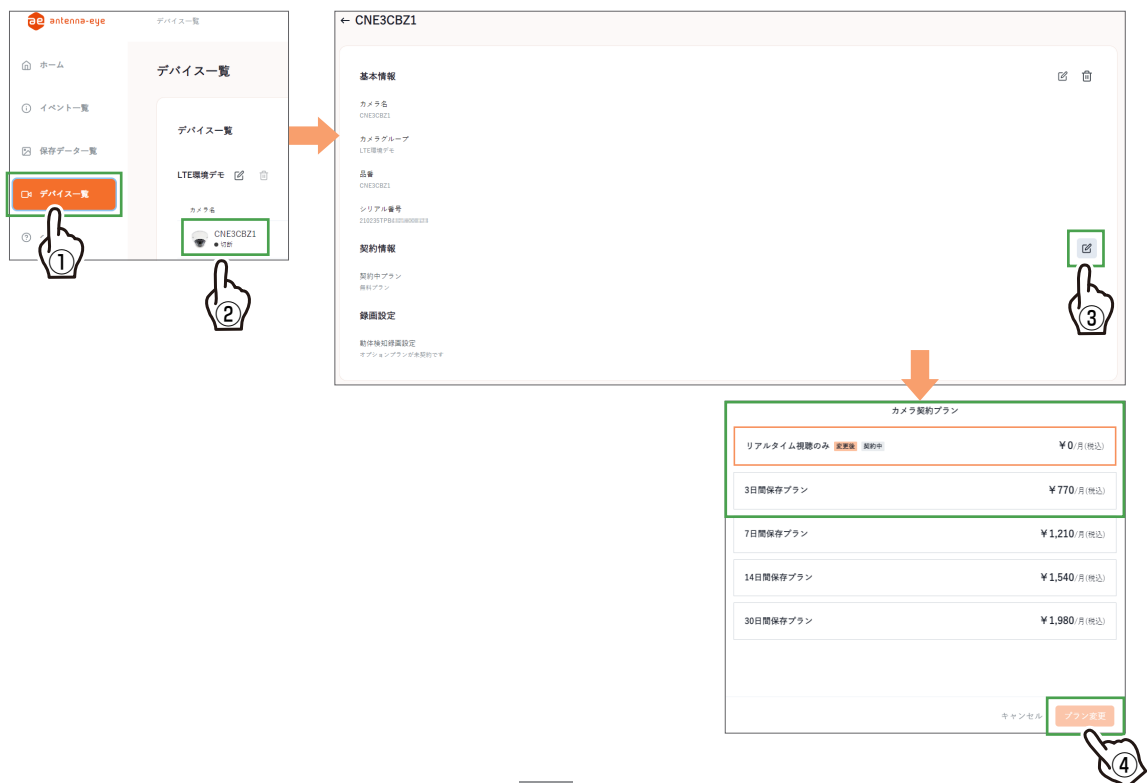 ae antenna-eye
デバイス一覧
ホーム
イベント一覧
保存データ一覧
デバイス一覧
デバイス一覧
デバイス一覧
LTE環境デモ
カメラ名
CNE3CBZ1
切断
①
②
← CNE3CBZ1
基本情報
カメラ名
CNE3CBZ1
カメラグループ
LTE環境デモ
品番
CNE3CBZ1
シリアル番号
契約情報
契約中プラン
無料プラン
録画設定
動体検知録画設定
オプションプランが未契約です
③
カメラ契約プラン
リアルタイム視聴のみ 変更後 契約中 ¥0/月(税込)
3日間保存プラン ¥770/月(税込)
7日間保存プラン ¥1,210/月(税込)
14日間保存プラン ¥1,540/月(税込)
30日間保存プラン ¥1,980/月(税込)
キャンセル プラン変更
④